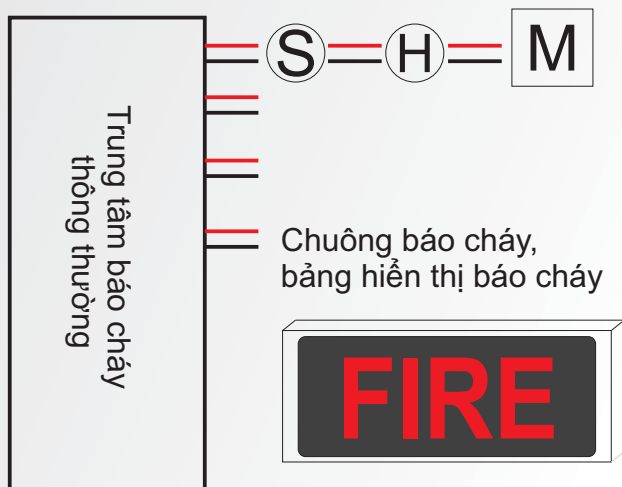 S H M
Trung tâm báo cháy
thông thường
Chuông báo cháy,
bảng hiển thị báo cháy
FIRE